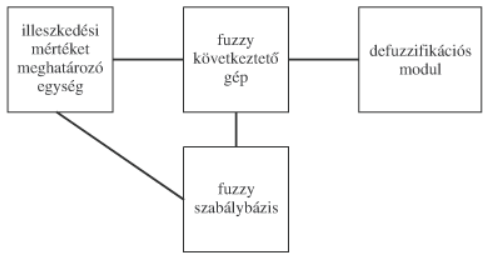 illeszkedési
mértéket
meghatározó
egység
fuzzy
következtető
gép
defuzzifikációs
modul
fuzzy
szabálybázis